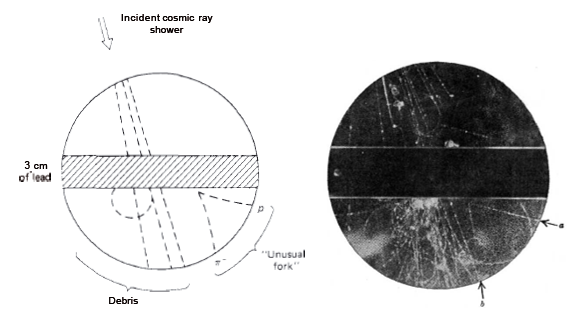 Incident cosmic ray
shower
3 cm
of lead
p
π⁻
"Unusual
fork"
Debris
a
b